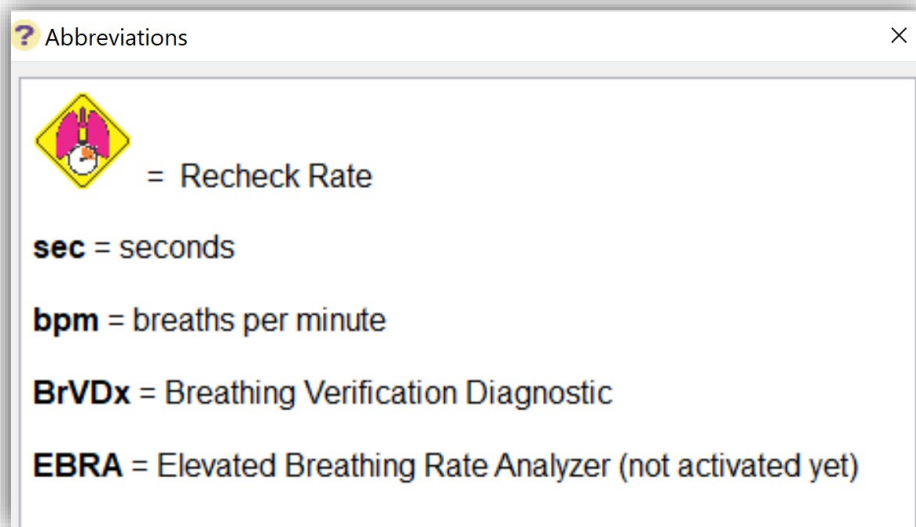 ? Abbreviations
= Recheck Rate
sec = seconds
bpm = breaths per minute
BrVDx = Breathing Verification Diagnostic
EBRA = Elevated Breathing Rate Analyzer (not activated yet)